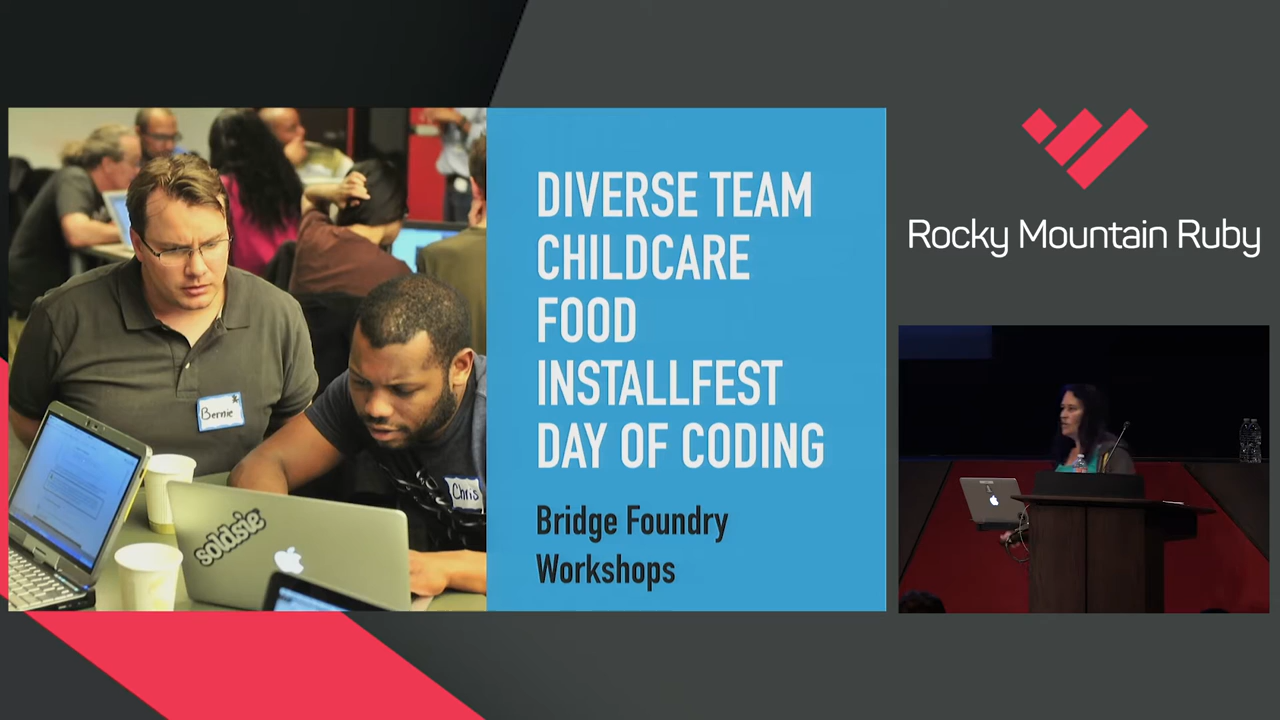 DIVERSE TEAM
CHILDCARE
FOOD
INSTALLFEST
DAY OF CODING
Bridge Foundry
Workshops
Rocky Mountain Ruby
Bernie
Chris
soldsie